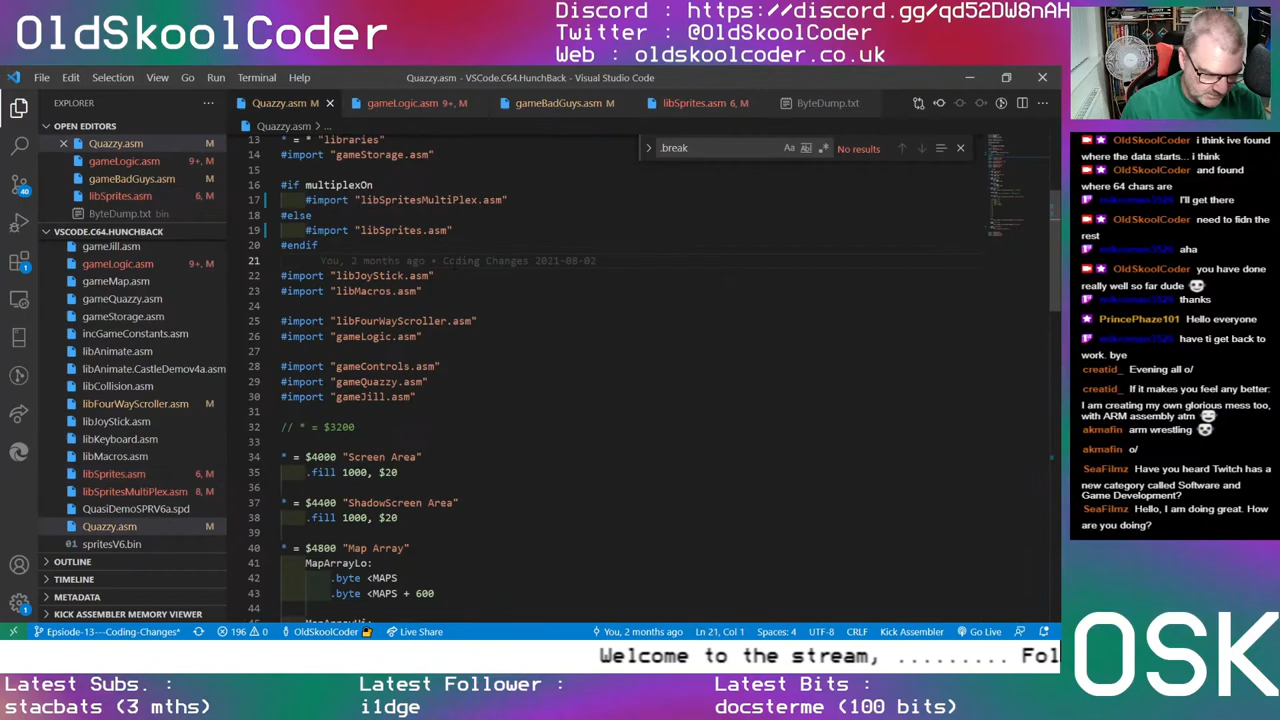 OldSkoolCoder
Discord : https://discord.gg/qd52DW8nAH
Twitter : @OldSkoolCoder
Web : oldskoolcoder.co.uk
File Edit Selection View Go Run Terminal Help
Quazzy.asm - VSCode.C64.HunchBack - Visual Studio Code
EXPLORER
OPEN EDITORS
Quazzy.asm M
gameLogic.asm 9+, M
gameBadGuys.asm M
libSprites.asm 6, M
ByteDump.txt bin
VSCODE.C64.HUNCHBACK
gameJill.asm
gameLogic.asm 9+, M
gameMap.asm
gameQuazzy.asm
gameStorage.asm
incGameConstants.asm
libAnimate.asm
libAnimate.CastleDemov4a.asm
libCollision.asm
libFourWayScroller.asm M
libJoyStick.asm
libKeyboard.asm
libMacros.asm
libSprites.asm 6, M
libSpritesMultiPlex.asm 8, M
QuasiDemoSPRV6a.spd
Quazzy.asm M
spritesV6.bin
OUTLINE
TIMELINE
KICK ASSEMBLER MEMORY VIEWER
40
1
1
Quazzy.asm M
gameLogic.asm 9+, M
gameBadGuys.asm M
libSprites.asm 6, M
ByteDump.txt
Quazzy.asm > ...
.break
Aa ab No results
13 * = * "libraries"
14 #import "gameStorage.asm"
15
16 #if multiplexOn
17 #import "libSpritesMultiPlex.asm"
18 #else
19 #import "libSprites.asm"
20 #endif
21 You, 2 months ago • Coding Changes 2021-08-02
22 #import "libJoyStick.asm"
23 #import "libMacros.asm"
24
25 #import "libFourWayScroller.asm"
26 #import "gameLogic.asm"
27
28 #import "gameControls.asm"
29 #import "gameQuazzy.asm"
30 #import "gameJill.asm"
31
32 // * = $3200
33
34 * = $4000 "Screen Area"
35 .fill 1000, $20
36
37 * = $4400 "ShadowScreen Area"
38 .fill 1000, $20
39
40 * = $4800 "Map Array"
41 MapArrayLo:
42 .byte <MAPS
43 .byte <MAPS + 600
44
Epsiode-13---Coding-Changes* 196 0 OldSkoolCoder Live Share You, 2 months ago Ln 21, Col 1 Spaces: 4 UTF-8 CRLF Kick Assembler Go Live
OldSkoolCoder i think ive found
where the data starts... i think
OldSkoolCoder and found
where 64 chars are
I'll get there
OldSkoolCoder need to fidn the
rest
aha
OldSkoolCoder you have done
really well so far dude
thanks
PrincePhaze101 Hello everyone
have ti get back to
work. bye
creatid_ Evening all o/
creatid_ If it makes you feel any better:
I am creating my own glorious mess too,
with ARM assembly atm
akmafin arm wrestling
akmafin o/
SeaFilmz Have you heard Twitch has a
new category called Software and
Game Development?
SeaFilmz Hello, I am doing great. How
are you doing?
OSK
Welcome to the stream, ......... Fol
Latest Subs. :
stacbats (3 mths)
Latest Follower :
i1dge
Latest Bits :
docsterme (100 bits)